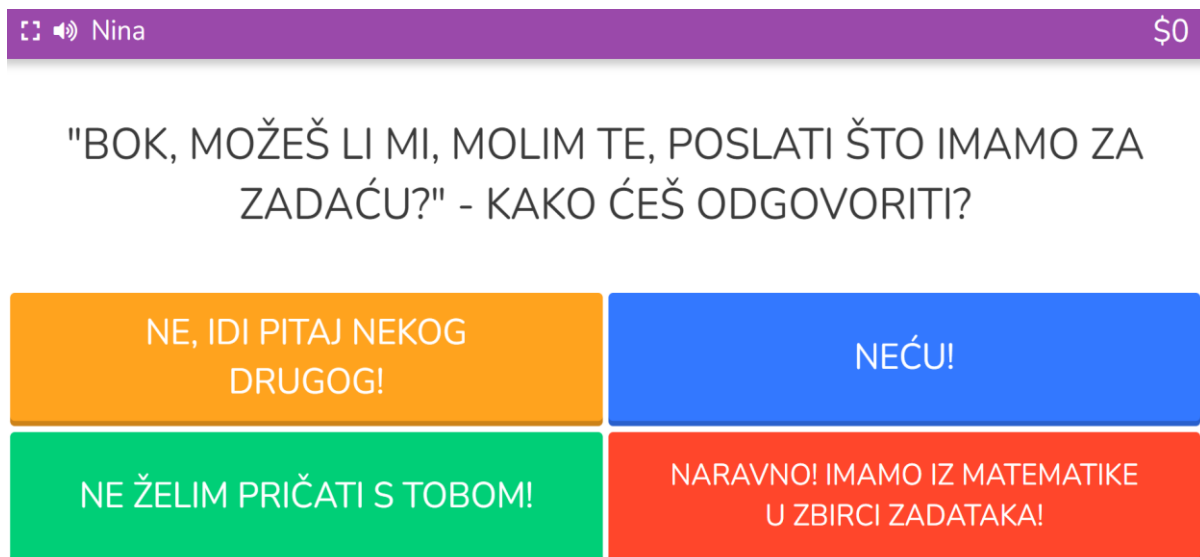 Nina
$0
"BOK, MOŽEŠ LI MI, MOLIM TE, POSLATI ŠTO IMAMO ZA
ZADAĆU?" - KAKO ĆEŠ ODGOVORITI?
NE, IDI PITAJ NEKOG
DRUGOG!
NEĆU!
NE ŽELIM PRIČATI S TOBOM!
NARAVNO! IMAMO IZ MATEMATIKE
U ZBIRCI ZADATAKA!